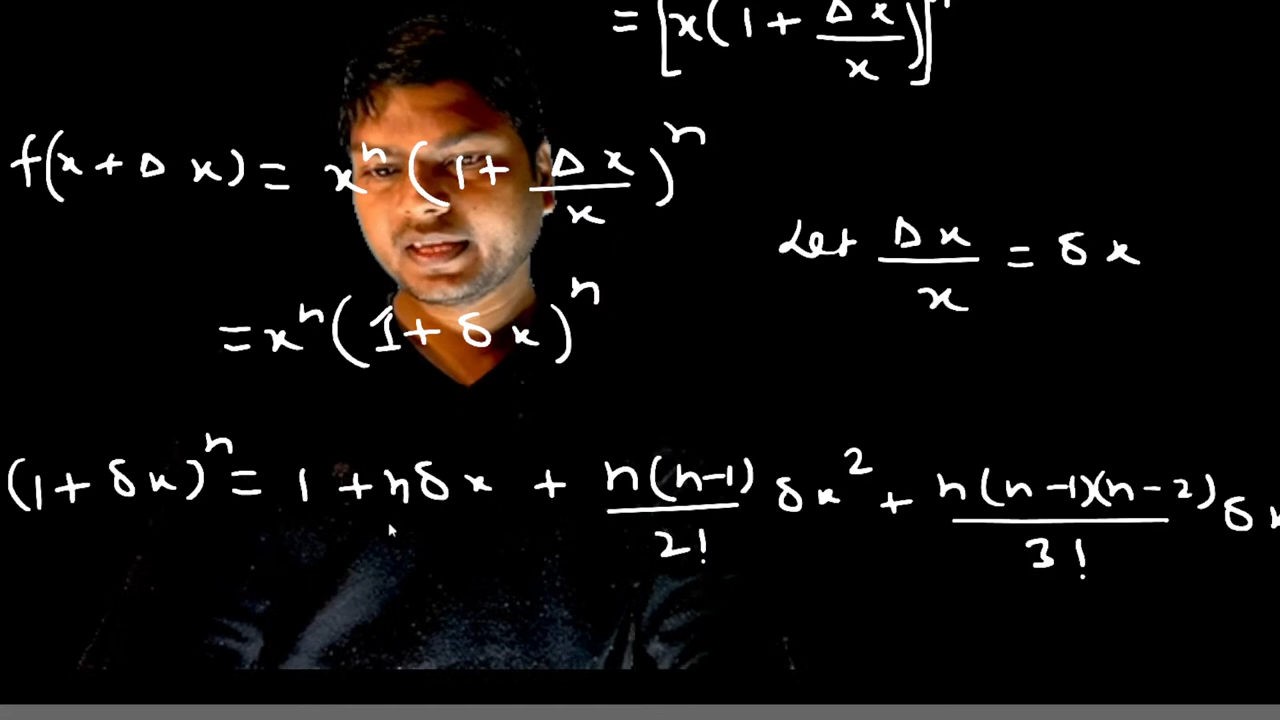 = [x(1 + Δx/x)]^n
f(x + Δx) = x^n (1 + Δx/x)^n
Let Δx/x = δx
= x^n (1 + δx)^n
(1 + δx)^n = 1 + nδx + n(n-1)/2! δx^2 + n(n-1)(n-2)/3! δx